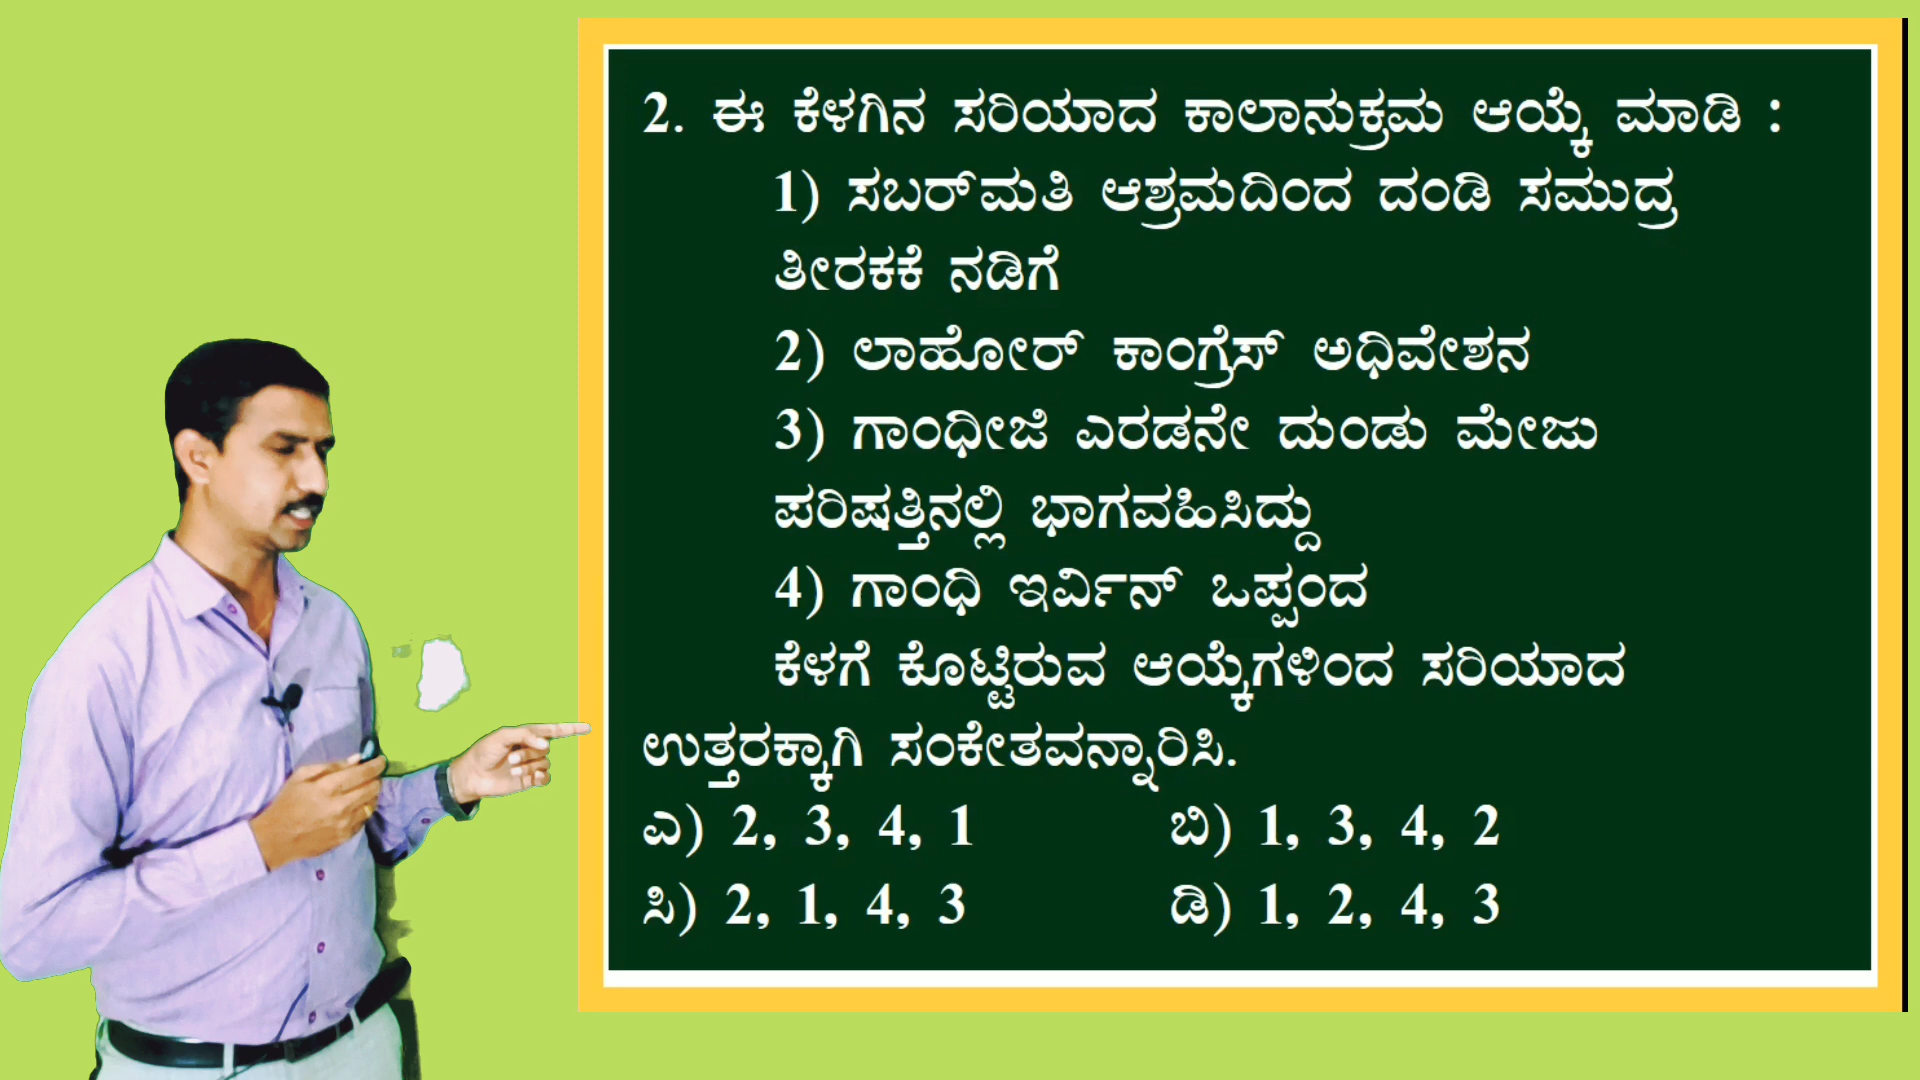 2. ಈ ಕೆಳಗಿನ ಸರಿಯಾದ ಕಾಲಾನುಕ್ರಮ ಆಯ್ಕೆ ಮಾಡಿ :
1) ಸಬರ್‌ಮತಿ ಆಶ್ರಮದಿಂದ ದಂಡಿ ಸಮುದ್ರ
ತೀರಕಕೆ ನಡಿಗೆ
2) ಲಾಹೋರ್ ಕಾಂಗ್ರೆಸ್ ಅಧಿವೇಶನ
3) ಗಾಂಧೀಜಿ ಎರಡನೇ ದುಂಡು ಮೇಜು
ಪರಿಷತ್ತಿನಲ್ಲಿ ಭಾಗವಹಿಸಿದ್ದು
4) ಗಾಂಧಿ ಇರ್ವಿನ್ ಒಪ್ಪಂದ
ಕೆಳಗೆ ಕೊಟ್ಟಿರುವ ಆಯ್ಕೆಗಳಿಂದ ಸರಿಯಾದ
ಉತ್ತರಕ್ಕಾಗಿ ಸಂಕೇತವನ್ನಾರಿಸಿ.
ಎ) 2, 3, 4, 1 ಬಿ) 1, 3, 4, 2
ಸಿ) 2, 1, 4, 3 ಡಿ) 1, 2, 4, 3